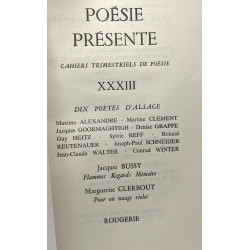 POÉSIE
PRÉSENTE
CAHIERS TRIMESTRIELS DE POÉSIE
XXXIII
DIX POÈTES D'ALSACE
Maxime ALEXANDRE - Martine CLEMENT
Jacques GOORMAGHTIGH - Denise GRAPPE
Guy HEITZ - Sylvie REFF - Roland
REUTENAUER - Joseph-Paul SCHNEIDER
Jean-Claude WALTER - Conrad WINTER
Jacques BUSSY
Flammes Regards Mémoire
Marguerite CLERBOUT
Pour un nuage violet
ROUGERIE